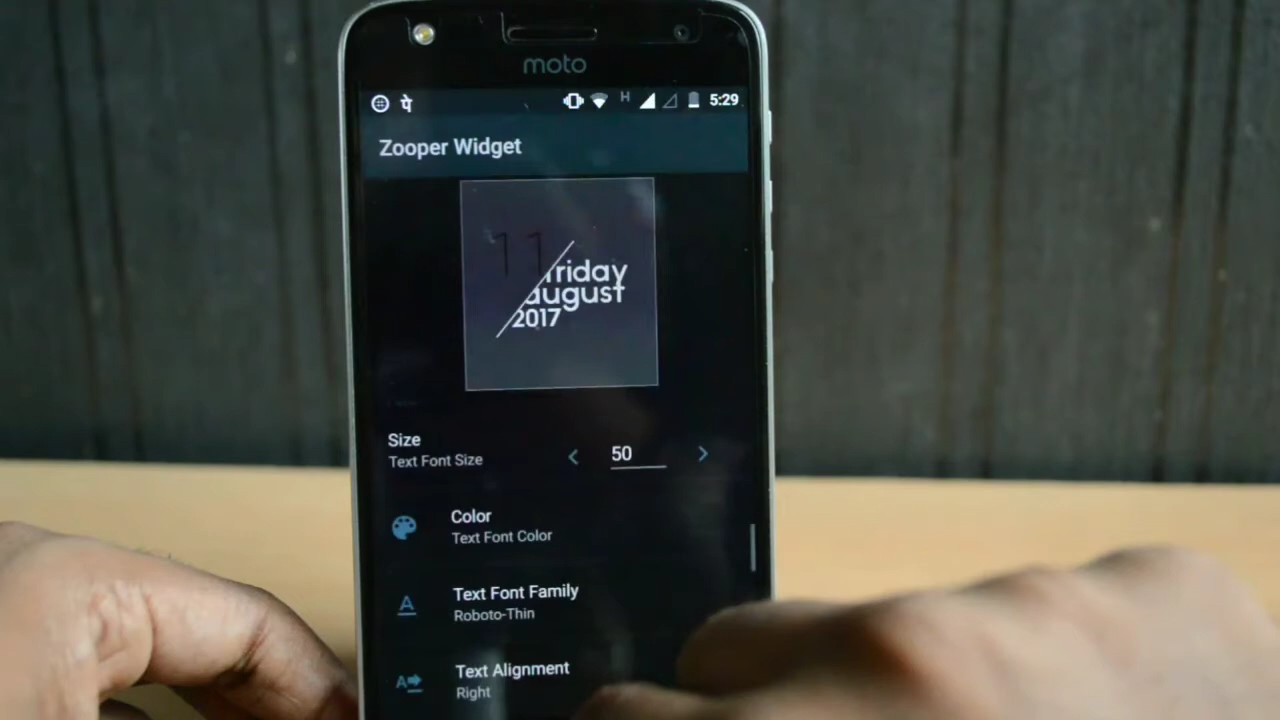 moto
पे H 5:29
Zooper Widget
11
friday
august
2017
Size
Text Font Size
50
Color
Text Font Color
A
Text Font Family
Roboto-Thin
A
Text Alignment
Right